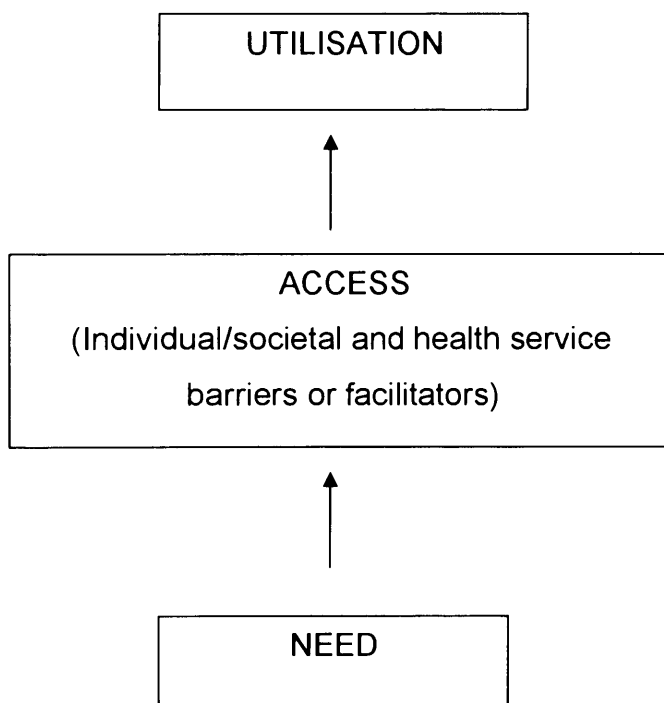 UTILISATION
ACCESS
(Individual/societal and health service
barriers or facilitators)
NEED